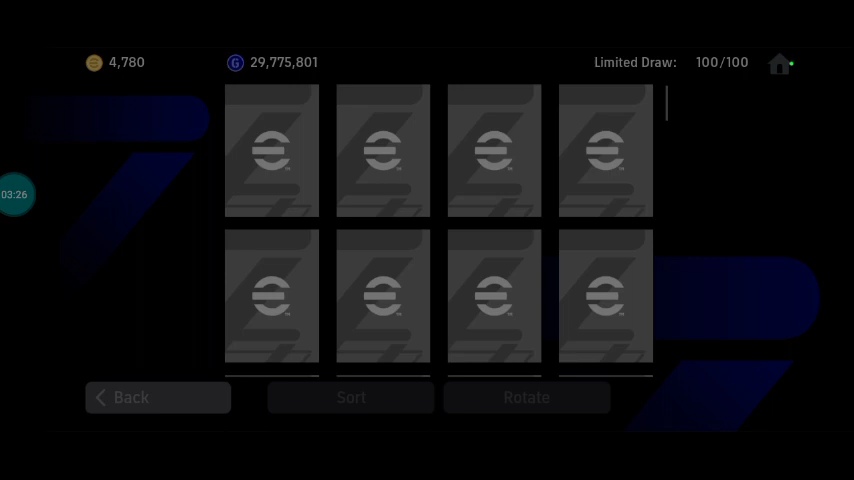 4,780
G 29,775,801
Limited Draw: 100/100
03:26
Back
Sort
Rotate